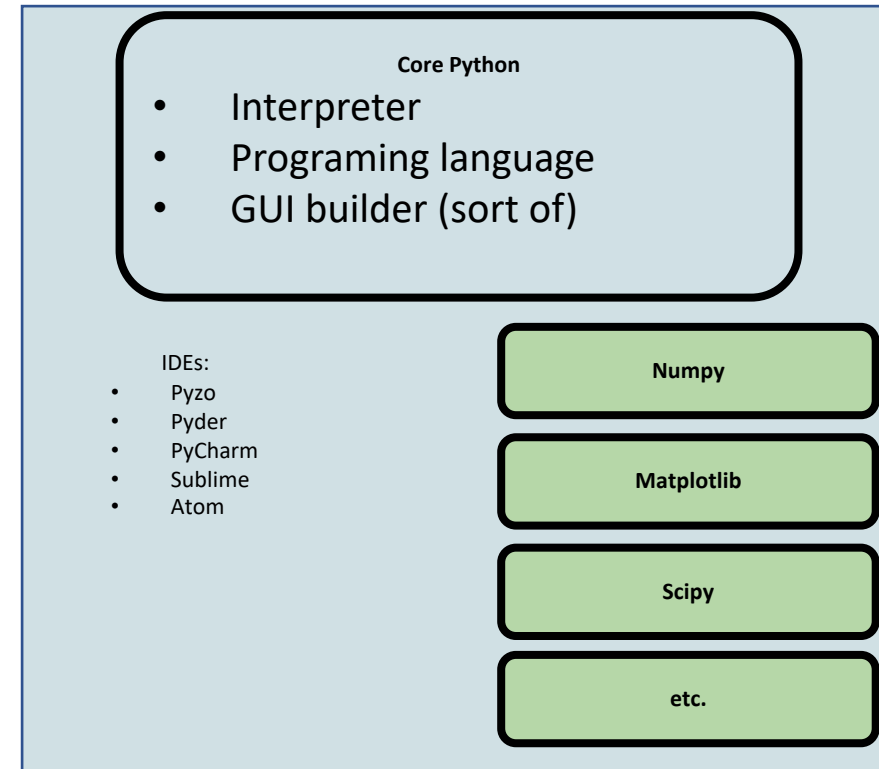 Core Python
• Interpreter
• Programing language
• GUI builder (sort of)
IDEs:
• Pyzo
• Pyder
• PyCharm
• Sublime
• Atom
Numpy
Matplotlib
Scipy
etc.